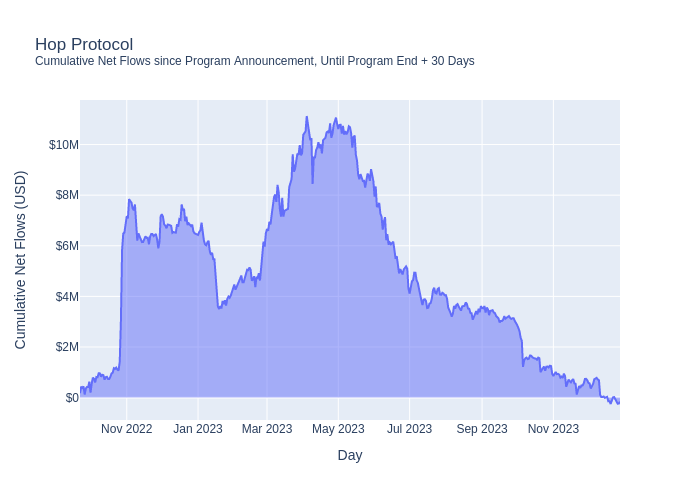 Hop Protocol
Cumulative Net Flows since Program Announcement, Until Program End + 30 Days
Cumulative Net Flows (USD)
$10M
$8M
$6M
$4M
$2M
$0
Nov 2022 Jan 2023 Mar 2023 May 2023 Jul 2023 Sep 2023 Nov 2023
Day